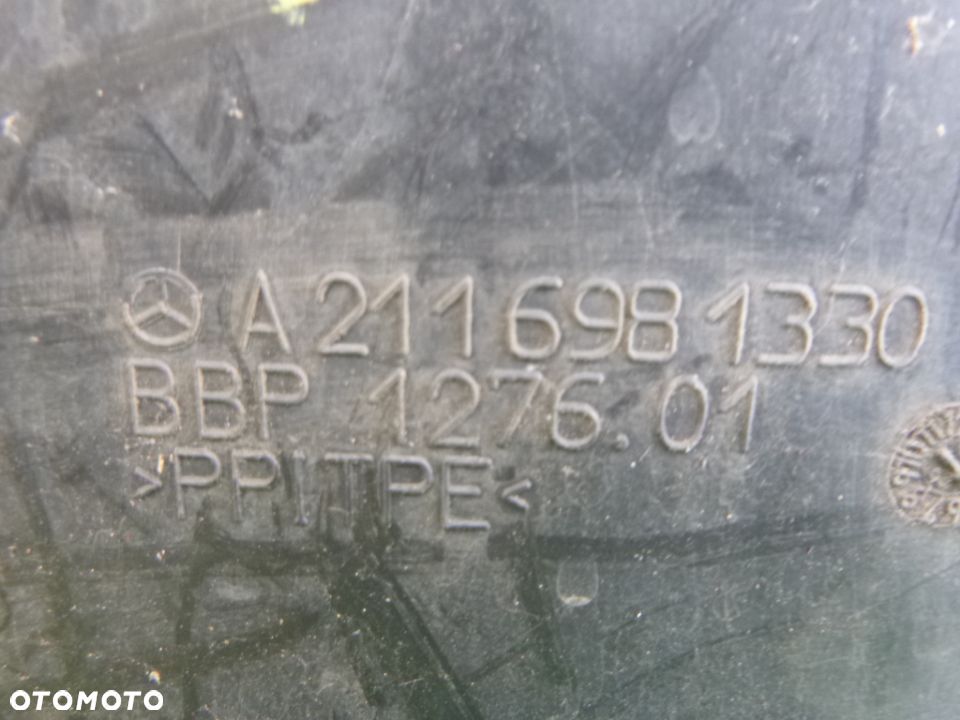 A 211 698 1330
BBP 1276.01
>PP/TPE<
OTOMOTO